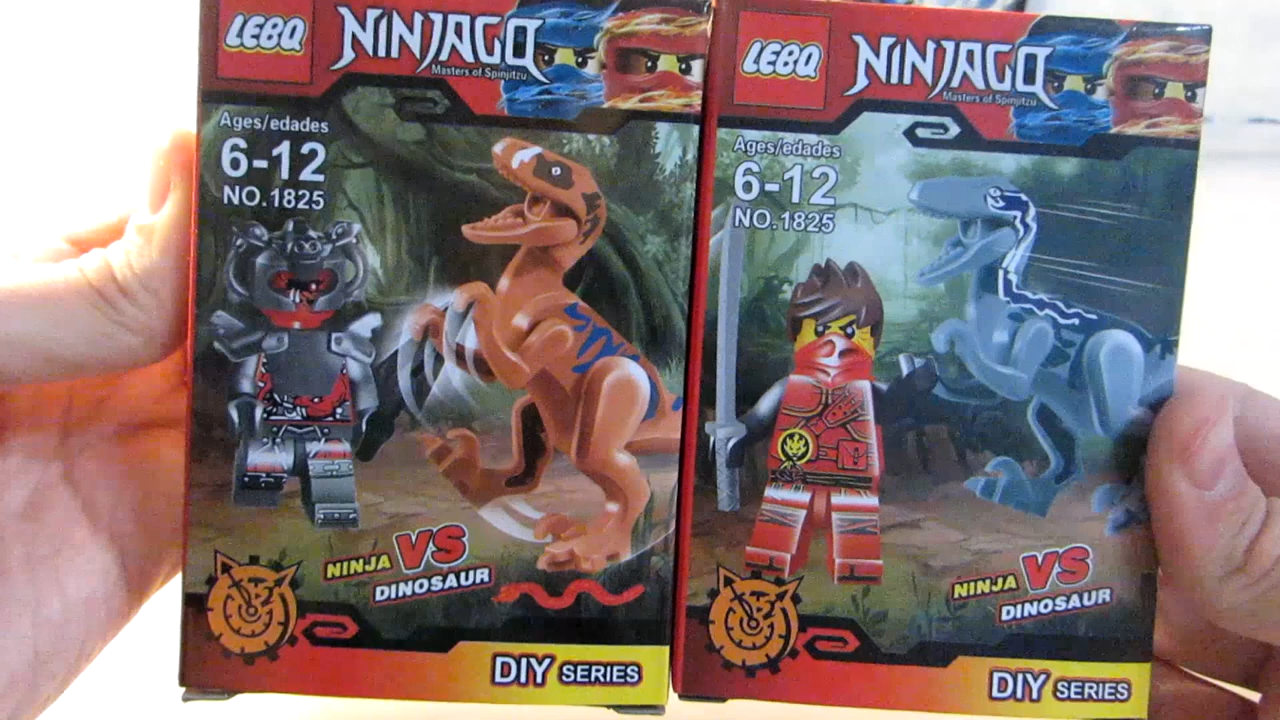 LEBQ NINJAGO
Masters of Spinjitzu
Ages/edades
6-12
NO.1825
NINJA VS
DINOSAUR
DIY SERIES
LEBQ NINJAGO
Masters of Spinjitzu
Ages/edades
6-12
NO.1825
NINJA VS
DINOSAUR
DIY SERIES